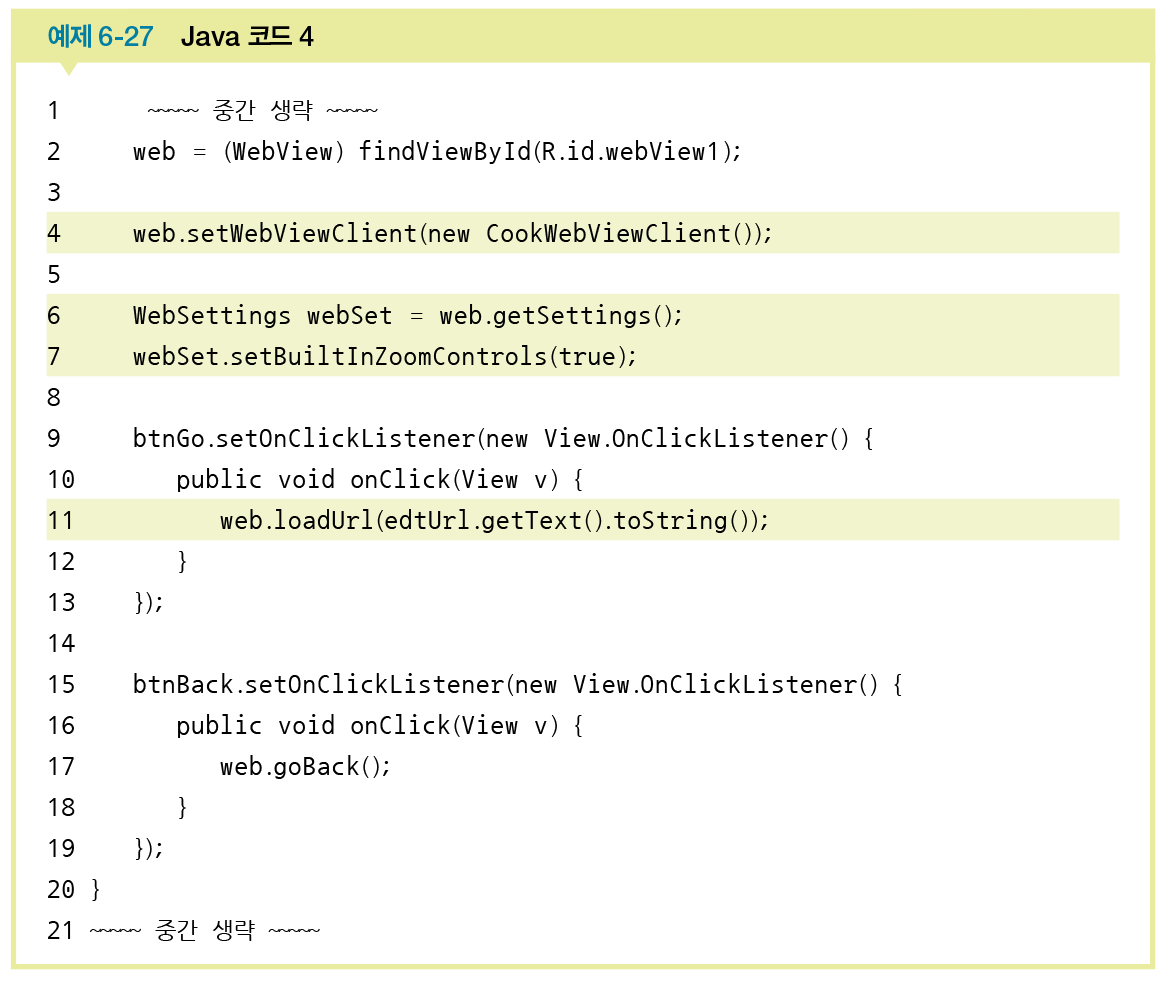 예제 6-27 Java 코드 4
1 ~~~~~ 중간 생략 ~~~~~
2 web = (WebView) findViewById(R.id.webView1);
3
4 web.setWebViewClient(new CookWebViewClient());
5
6 WebSettings webSet = web.getSettings();
7 webSet.setBuiltInZoomControls(true);
8
9 btnGo.setOnClickListener(new View.OnClickListener() {
10 public void onClick(View v) {
11 web.loadUrl(edtUrl.getText().toString());
12 }
13 });
14
15 btnBack.setOnClickListener(new View.OnClickListener() {
16 public void onClick(View v) {
17 web.goBack();
18 }
19 });
20 }
21 ~~~~~ 중간 생략 ~~~~~